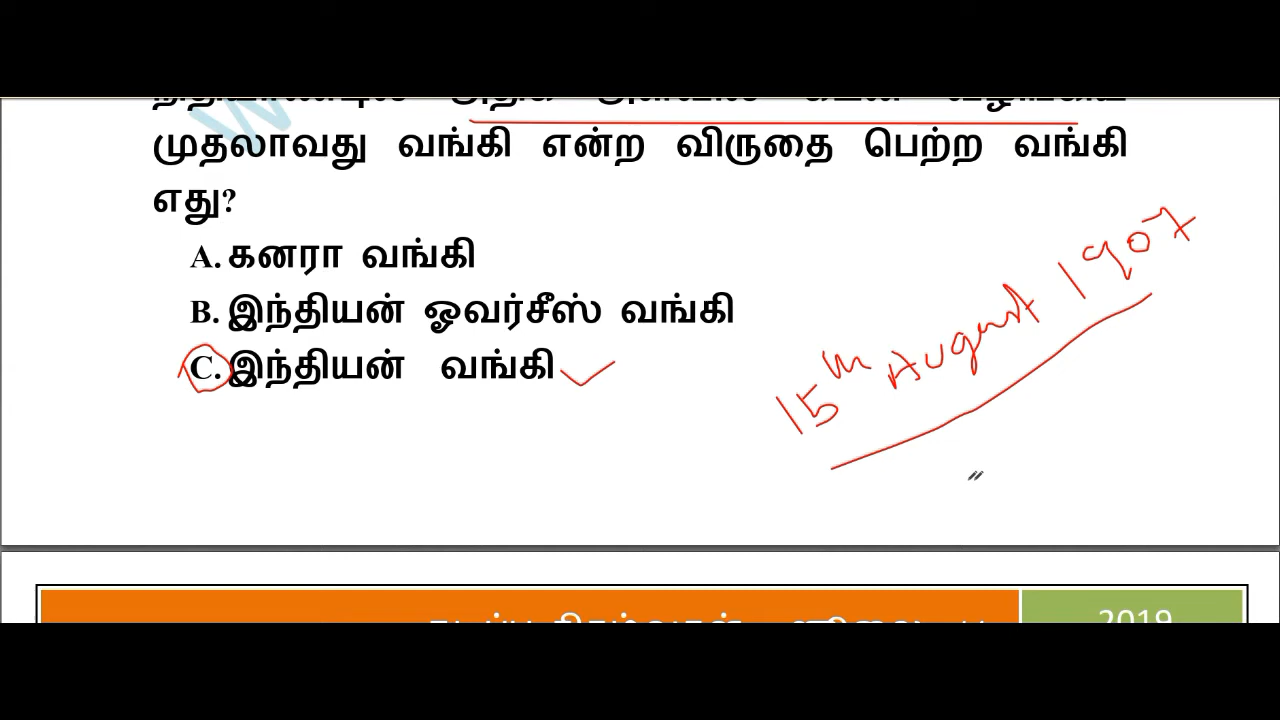 முதலாவது வங்கி என்ற விருதை பெற்ற வங்கி
எது?
A. கனரா வங்கி
B. இந்தியன் ஓவர்சீஸ் வங்கி
C. இந்தியன் வங்கி
15th August 1907
2019